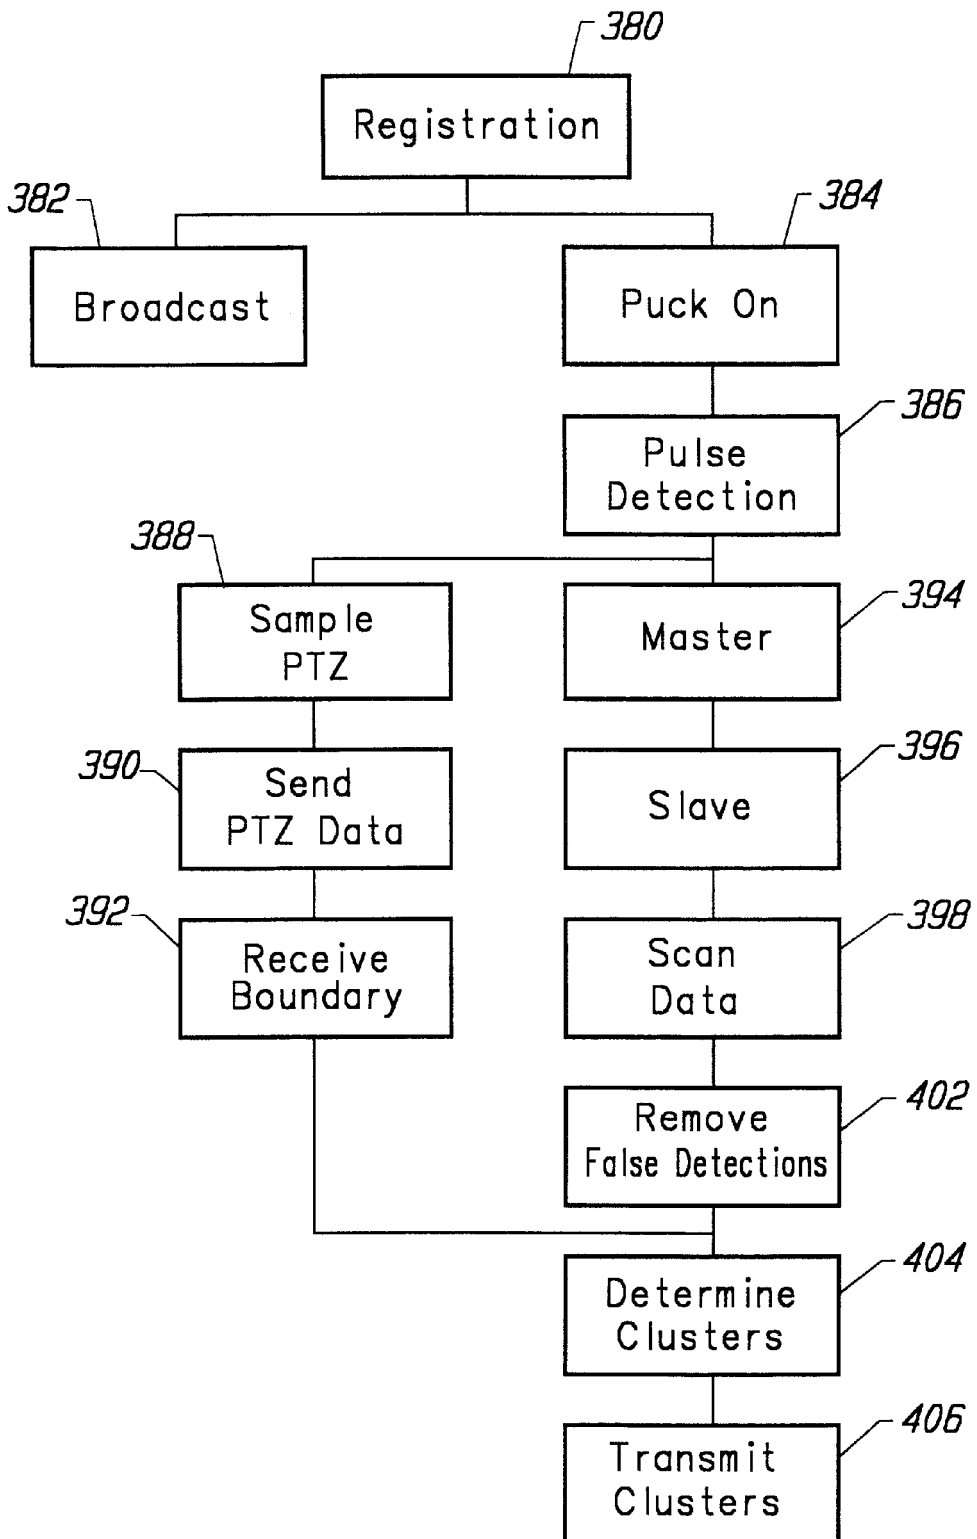 380
Registration
382
384
Broadcast
Puck On
386
Pulse
Detection
388
394
Sample
PTZ
Master
390
396
Send
PTZ Data
Slave
392
398
Receive
Boundary
Scan
Data
402
Remove
False Detections
404
Determine
Clusters
406
Transmit
Clusters